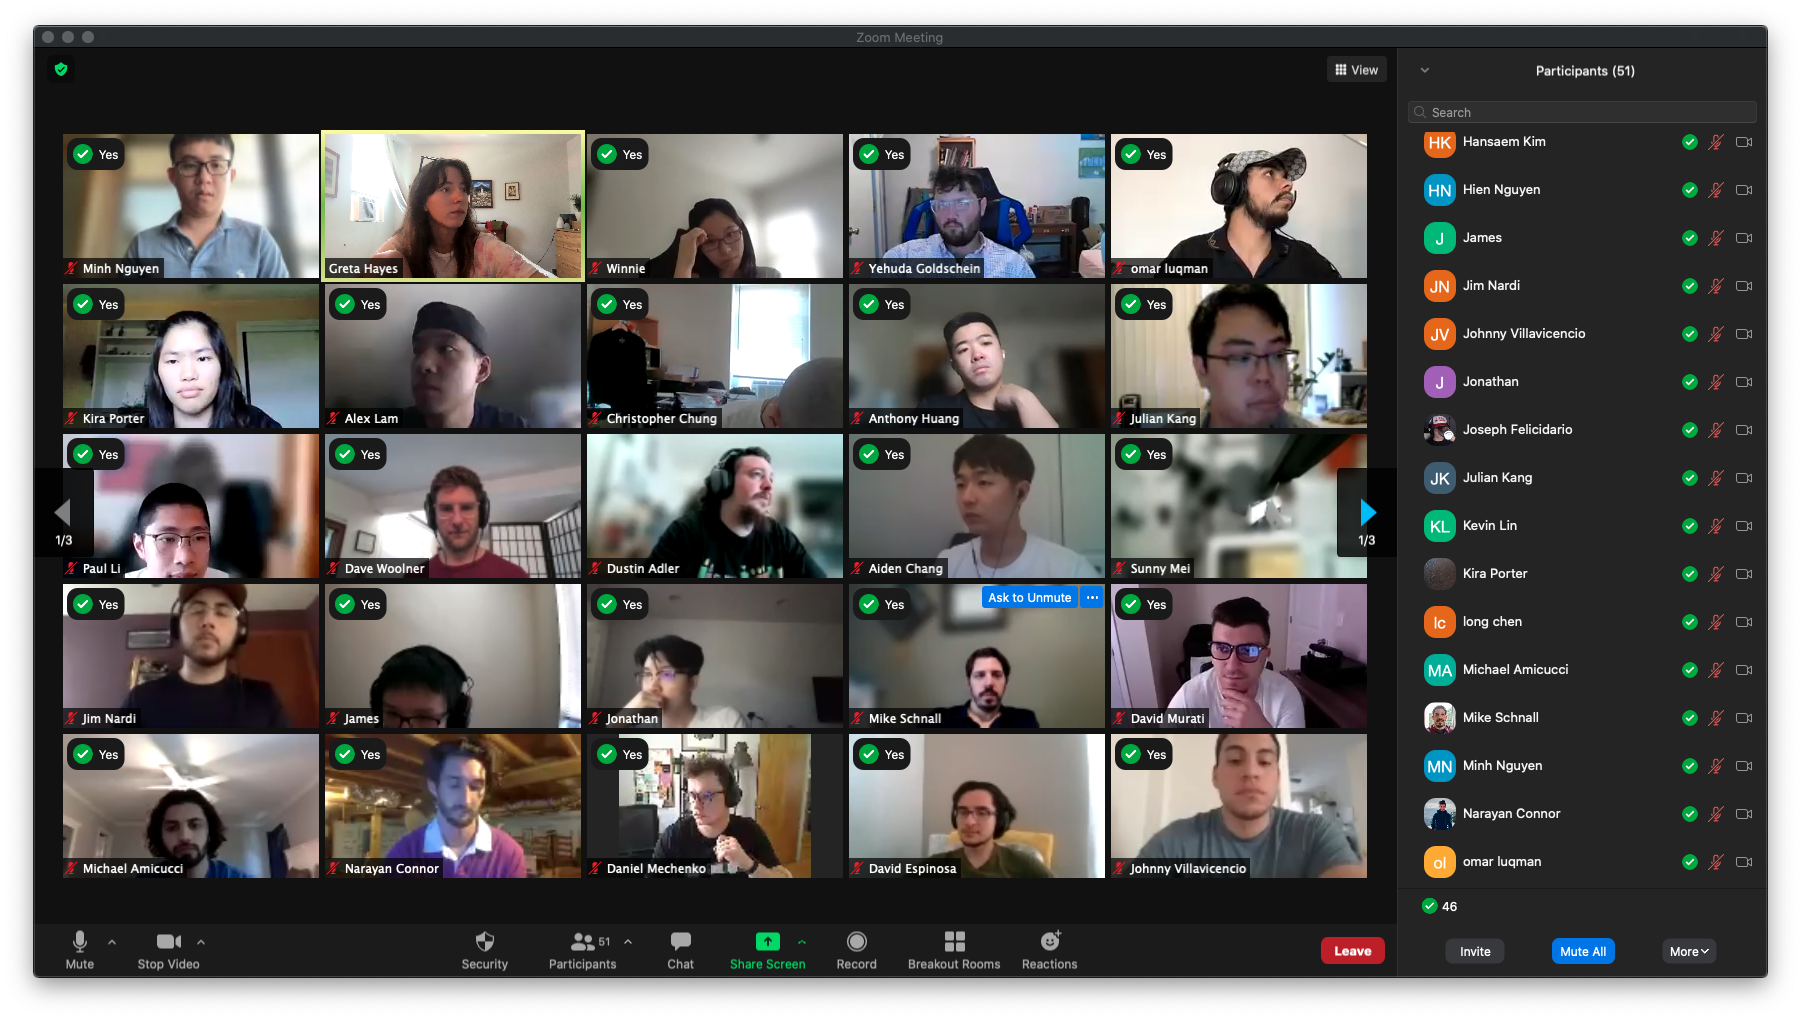 Zoom Meeting
View
Yes
Minh Nguyen
Greta Hayes
Yes
Winnie
Yes
Yehuda Goldschein
Yes
omar luqman
Yes
Kira Porter
Yes
Alex Lam
Yes
Christopher Chung
Yes
Anthony Huang
Yes
Julian Kang
Yes
Paul Li
Yes
Dave Woolner
Dustin Adler
Yes
Aiden Chang
Yes
Sunny Mei
1/3
1/3
Yes
Jim Nardi
Yes
James
Yes
Jonathan
Yes
Ask to Unmute
Mike Schnall
Yes
David Murati
Yes
Michael Amicucci
Yes
Narayan Connor
Yes
Daniel Mechenko
Yes
David Espinosa
Yes
Johnny Villavicencio
Mute
Stop Video
Security
51
Participants
Chat
Share Screen
Record
Breakout Rooms
Reactions
Leave
Participants (51)
Search
HK Hansaem Kim
HN Hien Nguyen
J James
JN Jim Nardi
JV Johnny Villavicencio
J Jonathan
Joseph Felicidario
JK Julian Kang
KL Kevin Lin
Kira Porter
lc long chen
MA Michael Amicucci
Mike Schnall
MN Minh Nguyen
Narayan Connor
ol omar luqman
46
Invite
Mute All
More